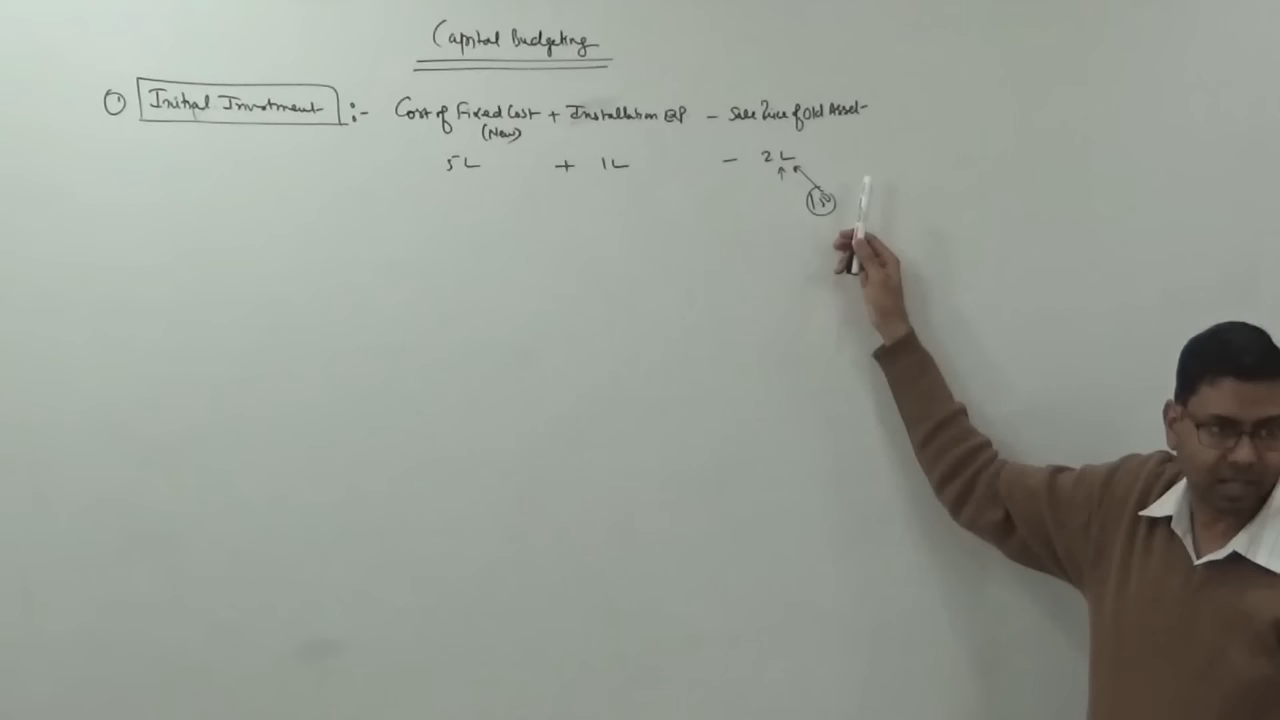 Capital Budgeting
① Initial Investment :- Cost of Fixed Cost + Installation - Sale Price of Old Asset
(New)
5L + 1L - 2L